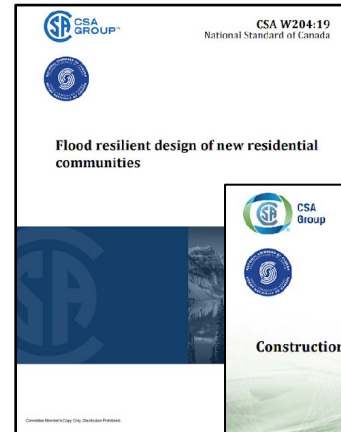 CSA
GROUP™
CSA W204:19
National Standard of Canada
Flood resilient design of new residential
communities
CSA
Group
Construction
Committee Member's Copy Only. Distribution Prohibited.